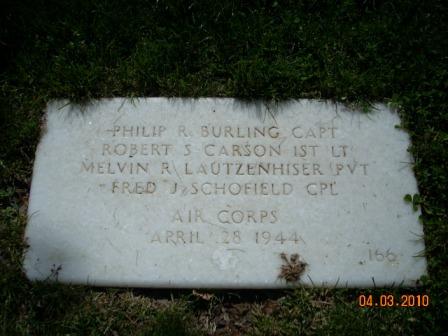 PHILIP R BURLING CAPT
ROBERT S CARSON 1ST LT
MELVIN R LAUTZENHISER PVT
FRED J SCHOFIELD CPL
AIR CORPS
APRIL 28 1944
166
04.03.2010